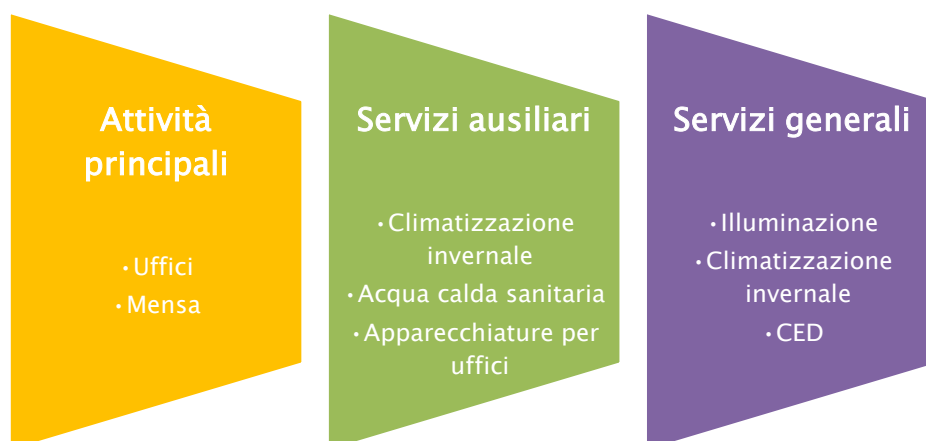 Attività
principali
• Uffici
• Mensa
Servizi ausiliari
• Climatizzazione
invernale
• Acqua calda sanitaria
• Apparecchiature per
uffici
Servizi generali
• Illuminazione
• Climatizzazione
invernale
• CED